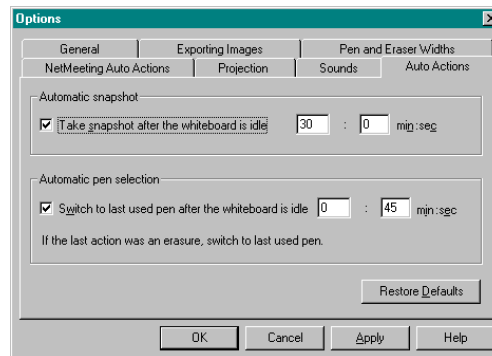 Options
General Exporting Images Pen and Eraser Widths
NetMeeting Auto Actions Projection Sounds Auto Actions
Automatic snapshot
Take snapshot after the whiteboard is idle 30 : 0 min:sec
Automatic pen selection
Switch to last used pen after the whiteboard is idle 0 : 45 min:sec
If the last action was an erasure, switch to last used pen.
Restore Defaults
OK Cancel Apply Help